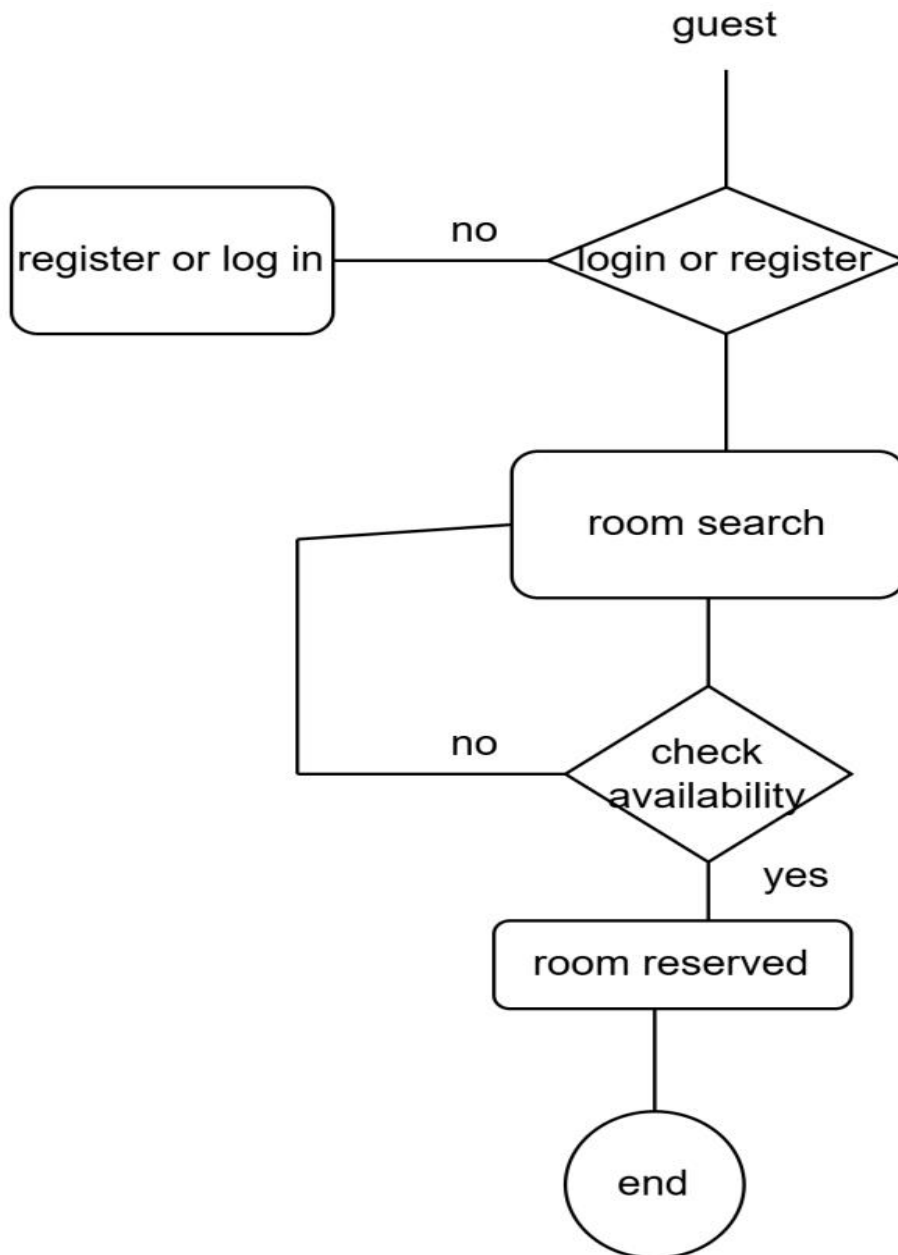 guest
no
register or log in
login or register
room search
no
check
availability
yes
room reserved
end